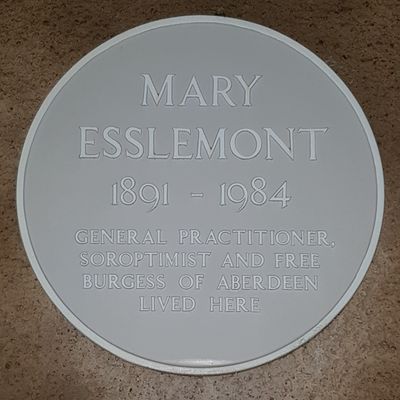 MARY
ESSLEMONT
1891 - 1984
GENERAL PRACTITIONER,
SOROPTIMIST AND FREE
BURGESS OF ABERDEEN
LIVED HERE